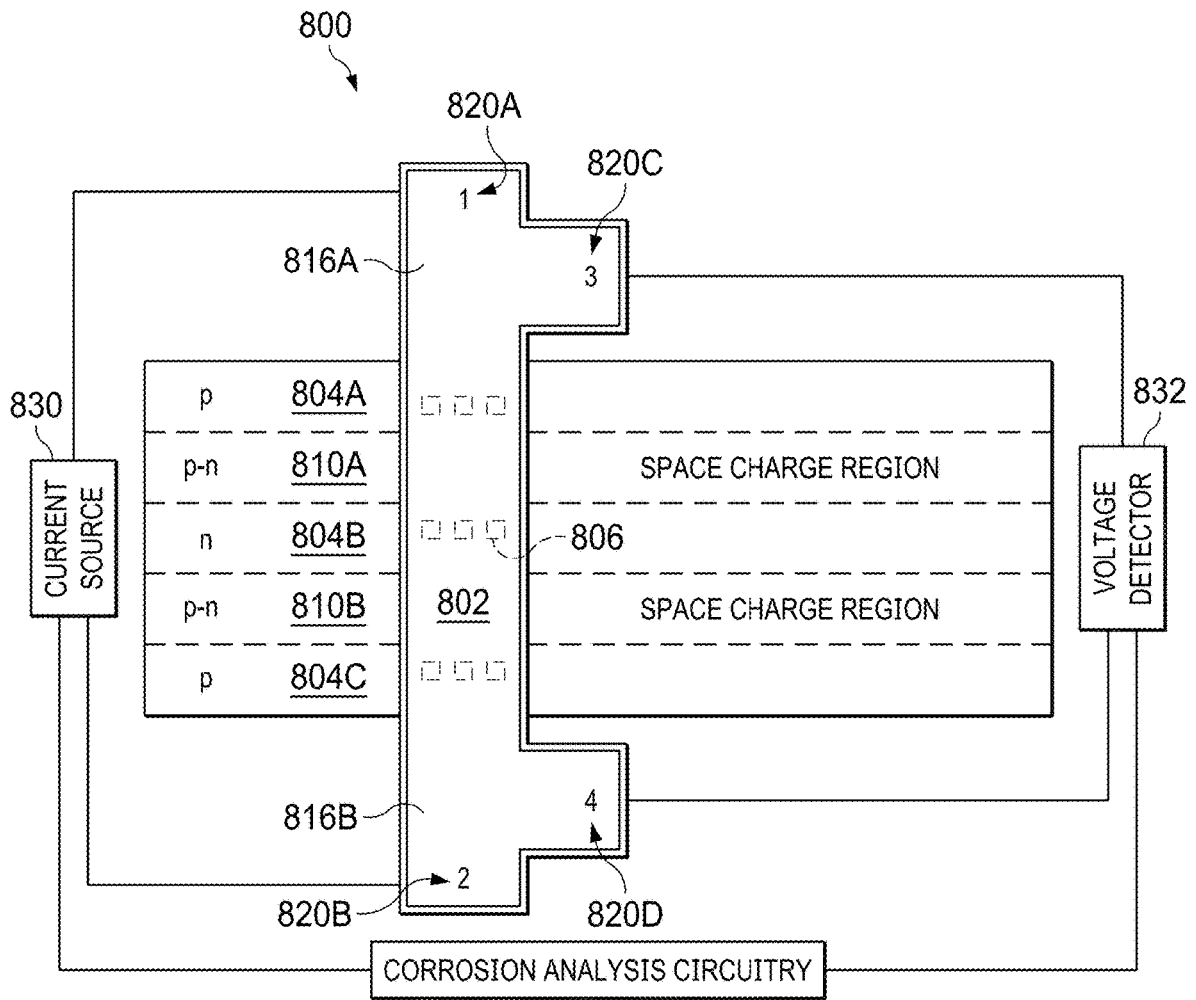 800
820A
820C
1
816A
3
830
p 804A
832
p-n 810A SPACE CHARGE REGION
CURRENT
SOURCE
VOLTAGE
DETECTOR
n 804B 806
p-n 810B 802 SPACE CHARGE REGION
p 804C
816B
4
2
820B
820D
CORROSION ANALYSIS CIRCUITRY